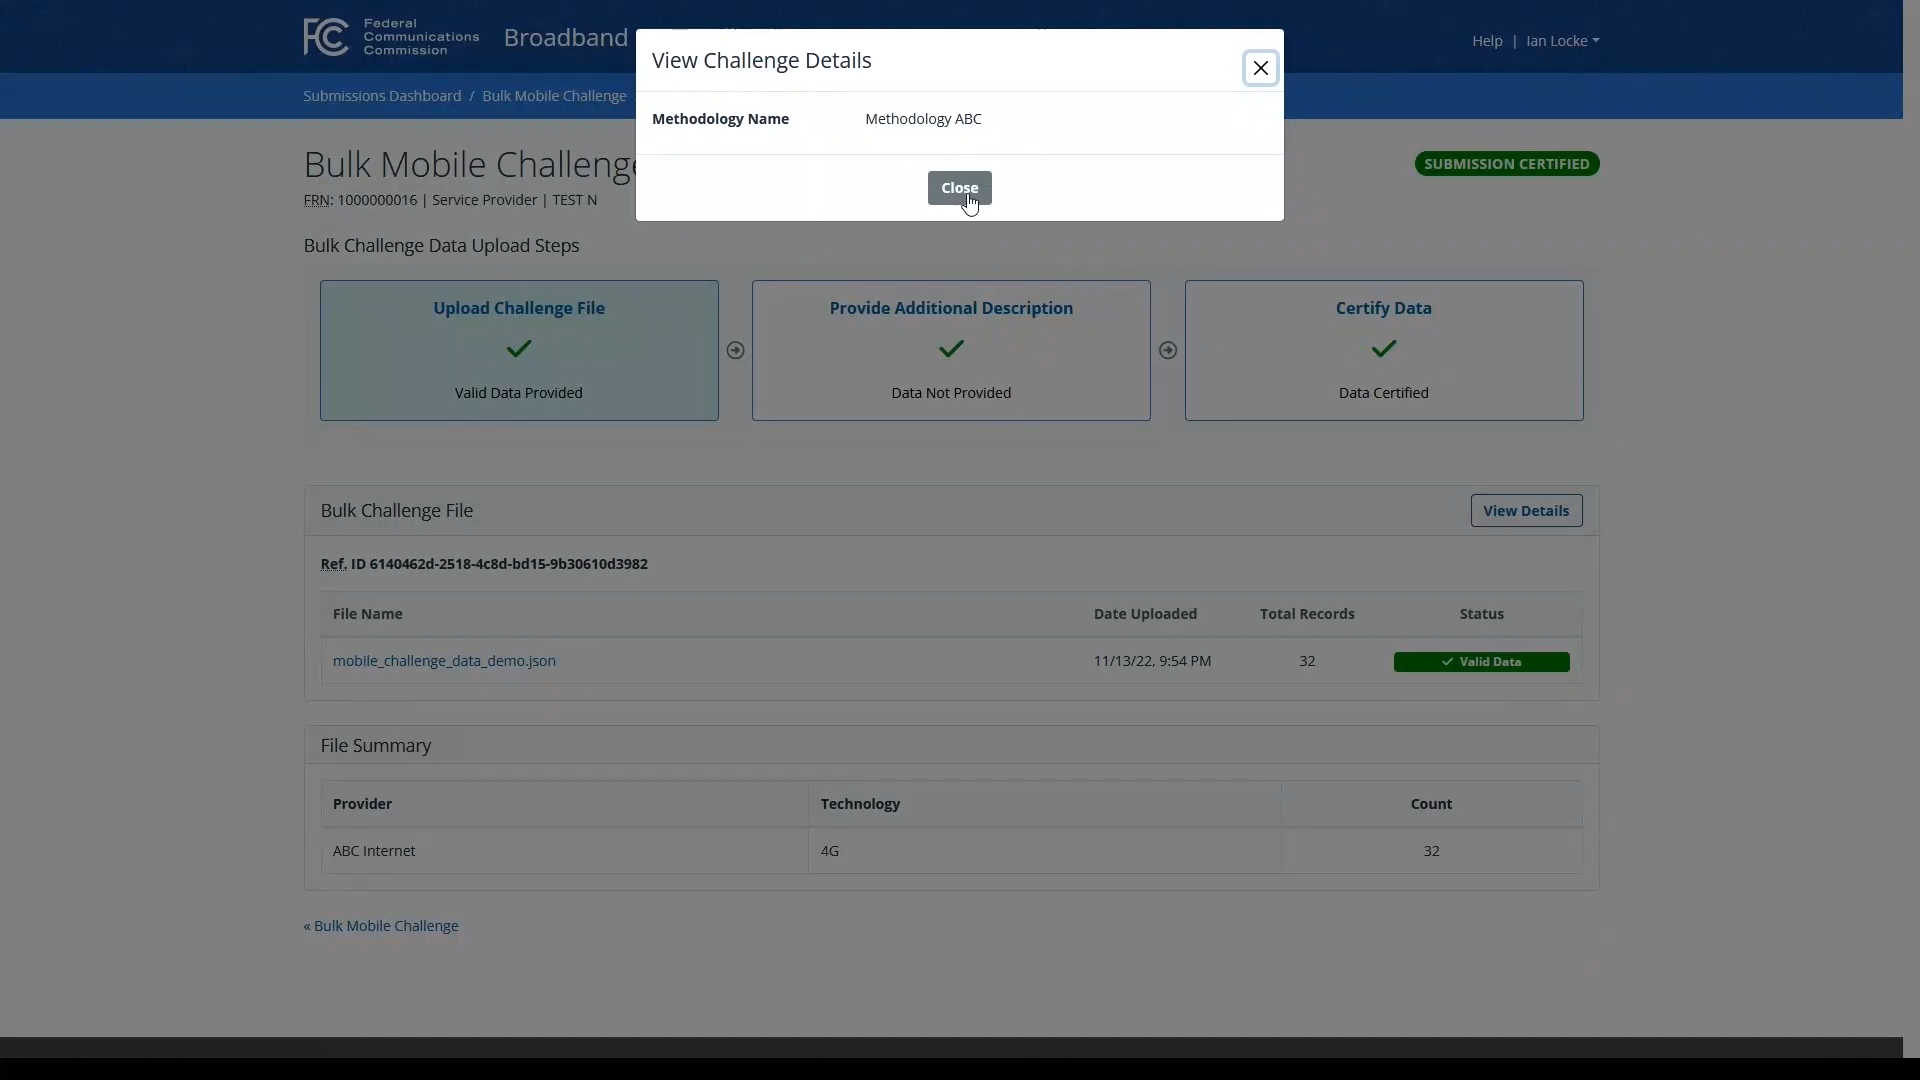 FC Federal
Communications
Commission
Broadband
Help | Ian Locke
Submissions Dashboard / Bulk Mobile Challenge
View Challenge Details
Methodology Name Methodology ABC
Close
Bulk Mobile Challenge
SUBMISSION CERTIFIED
FRN: 1000000016 | Service Provider | TEST N
Bulk Challenge Data Upload Steps
Upload Challenge File
Valid Data Provided
Provide Additional Description
Data Not Provided
Certify Data
Data Certified
Bulk Challenge File View Details
Ref. ID 6140462d-2518-4c8d-bd15-9b30610d3982
File Name Date Uploaded Total Records Status
mobile_challenge_data_demo.json 11/13/22, 9:54 PM 32 Valid Data
File Summary
Provider Technology Count
ABC Internet 4G 32
« Bulk Mobile Challenge